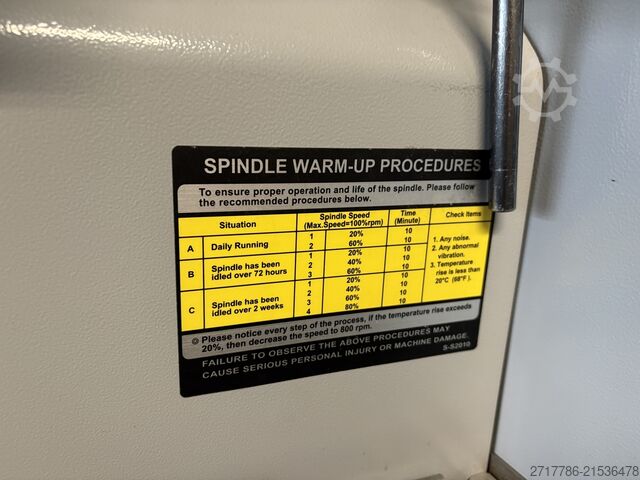 SPINDLE WARM-UP PROCEDURES
To ensure proper operation and life of the spindle. Please follow
the recommended procedures below.
Situation Spindle Speed (Max.Speed=100%rpm) Time (Minute) Check Items
A Daily Running 1 20% 10
2 60% 10
B Spindle has been idled over 72 hours 1 20% 10
2 40% 10
3 60% 10
C Spindle has been idled over 2 weeks 1 20% 10
2 40% 10
3 60% 10
4 80% 10
1. Any noise.
2. Any abnormal
vibration.
3. Temperature
rise is less than
20°C (68°F).
Please notice every step of the process, if the temperature rise exceeds
20%, then decrease the speed to 800 rpm.
FAILURE TO OBSERVE THE ABOVE PROCEDURES MAY
CAUSE SERIOUS PERSONAL INJURY OR MACHINE DAMAGE.
S-S2010
2717786-21536478